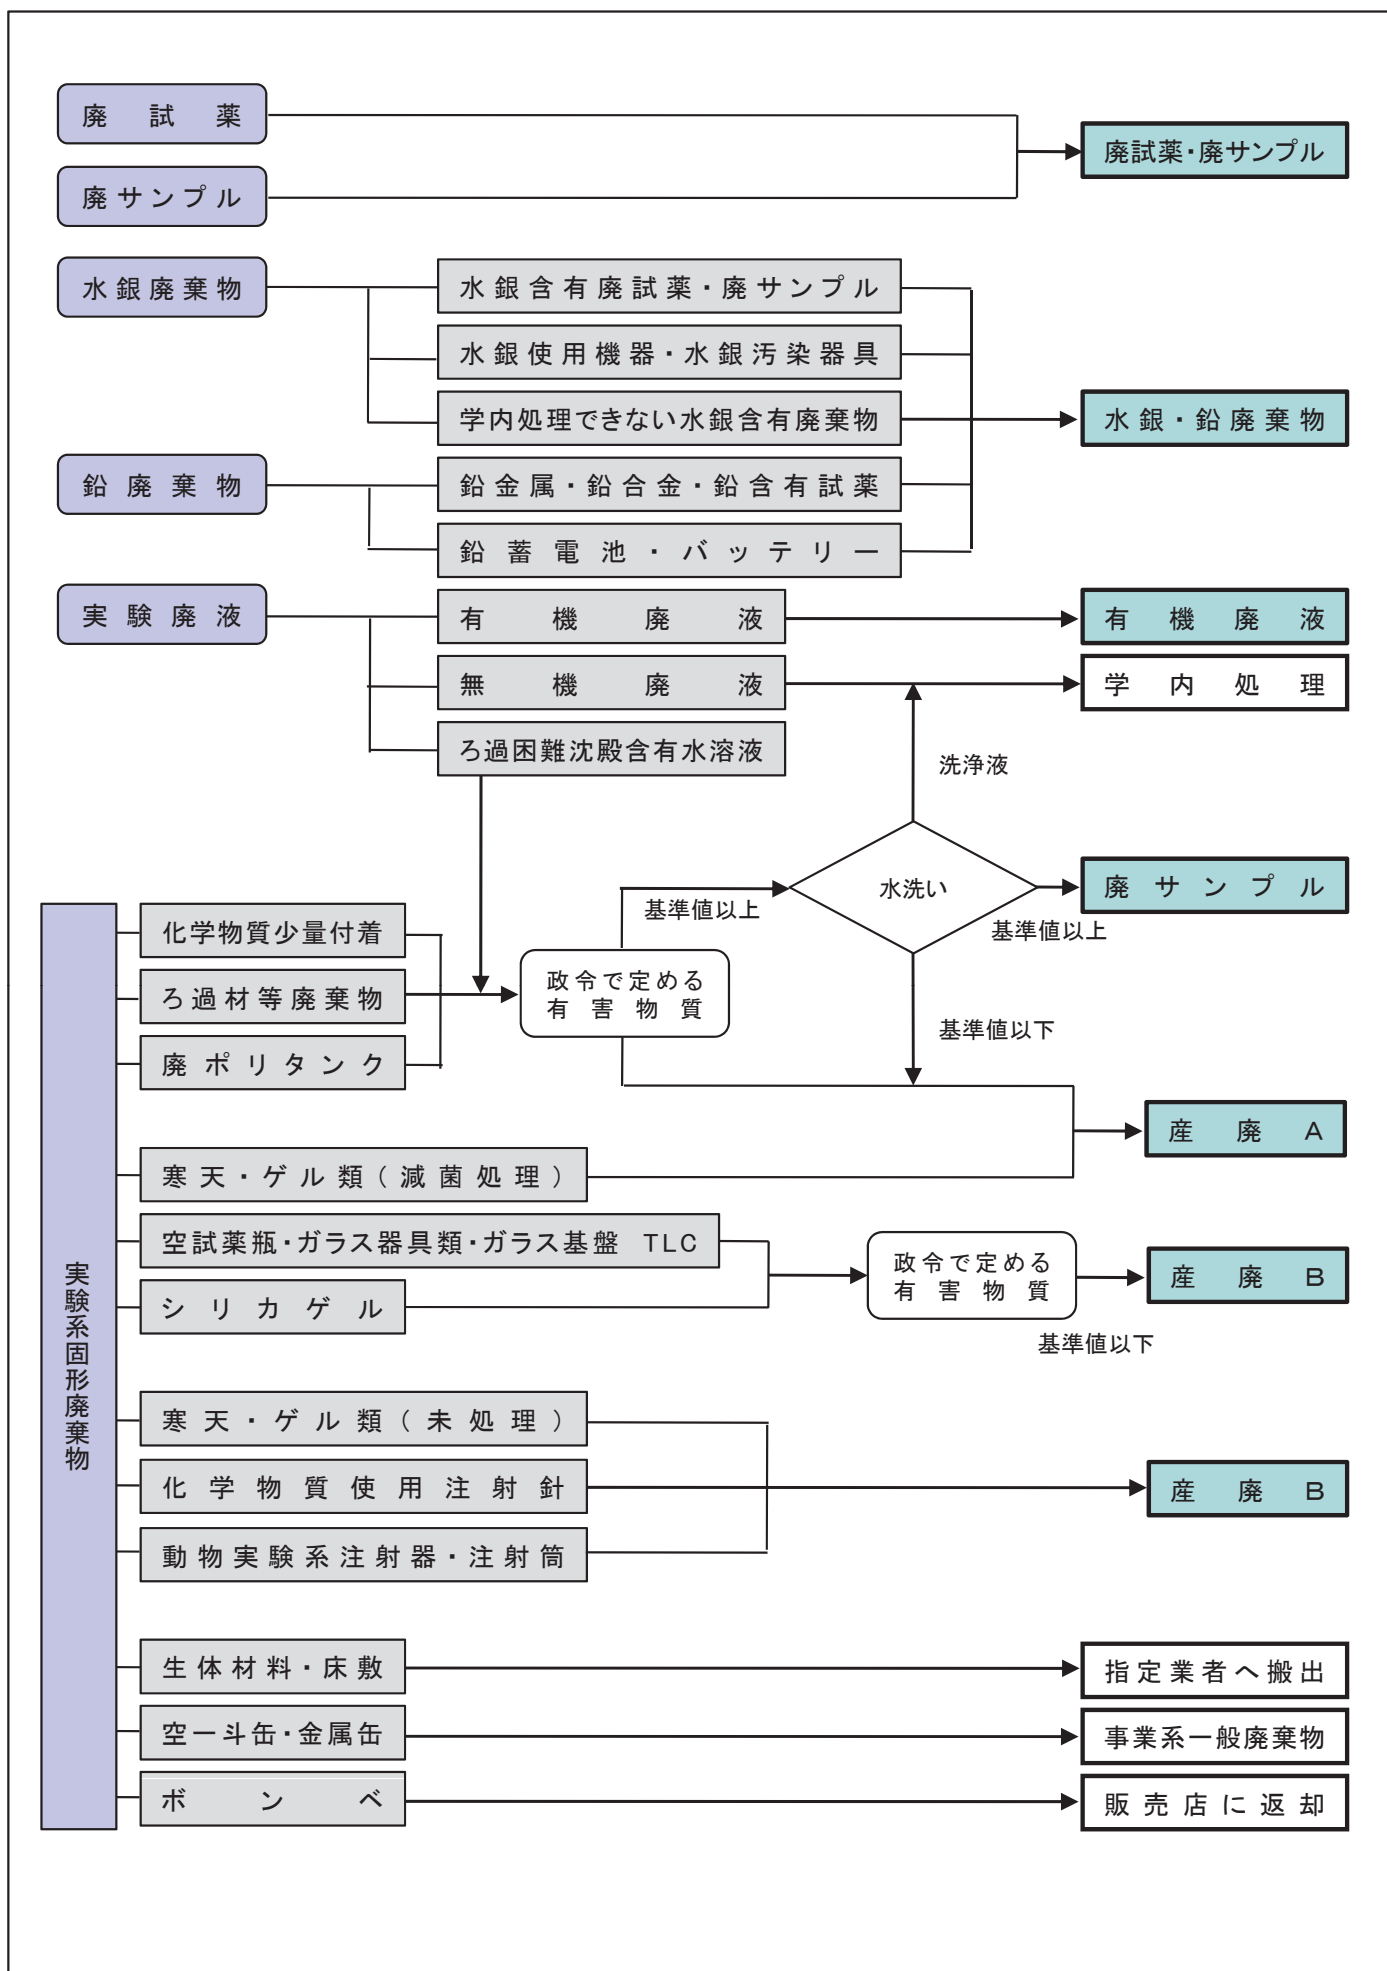 廃試薬
廃試薬・廃サンプル
廃サンプル
水銀廃棄物
水銀含有廃試薬・廃サンプル
水銀使用機器・水銀汚染器具
学内処理できない水銀含有廃棄物
水銀・鉛廃棄物
鉛廃棄物
鉛金属・鉛合金・鉛含有試薬
鉛蓄電池・バッテリー
実験廃液
有機廃液
有機廃液
無機廃液
学内処理
ろ過困難沈殿含有水溶液
洗浄液
水洗い
廃サンプル
基準値以上
基準値以上
実験系固形廃棄物
化学物質少量付着
ろ過材等廃棄物
廃ポリタンク
政令で定める
有害物質
基準値以下
産廃A
寒天・ゲル類(滅菌処理)
空試薬瓶・ガラス器具類・ガラス基盤 TLC
シリカゲル
政令で定める
有害物質
産廃B
基準値以下
寒天・ゲル類(未処理)
化学物質使用注射針
動物実験系注射器・注射筒
産廃B
生体材料・床敷
指定業者へ搬出
空一斗缶・金属缶
事業系一般廃棄物
ボンベ
販売店に返却